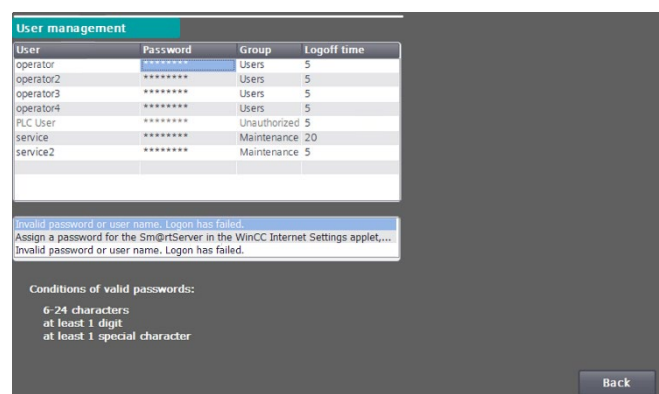 User management
User Password Group Logoff time
operator ******** Users 5
operator2 ******** Users 5
operator3 ******** Users 5
operator4 ******** Users 5
PLC User ******** Unauthorized 5
service ******** Maintenance 20
service2 ******** Maintenance 5
Invalid password or user name. Logon has failed.
Assign a password for the Sm@rtServer in the WinCC Internet Settings applet,...
Invalid password or user name. Logon has failed.
Conditions of valid passwords:
6-24 characters
at least 1 digit
at least 1 special character
Back